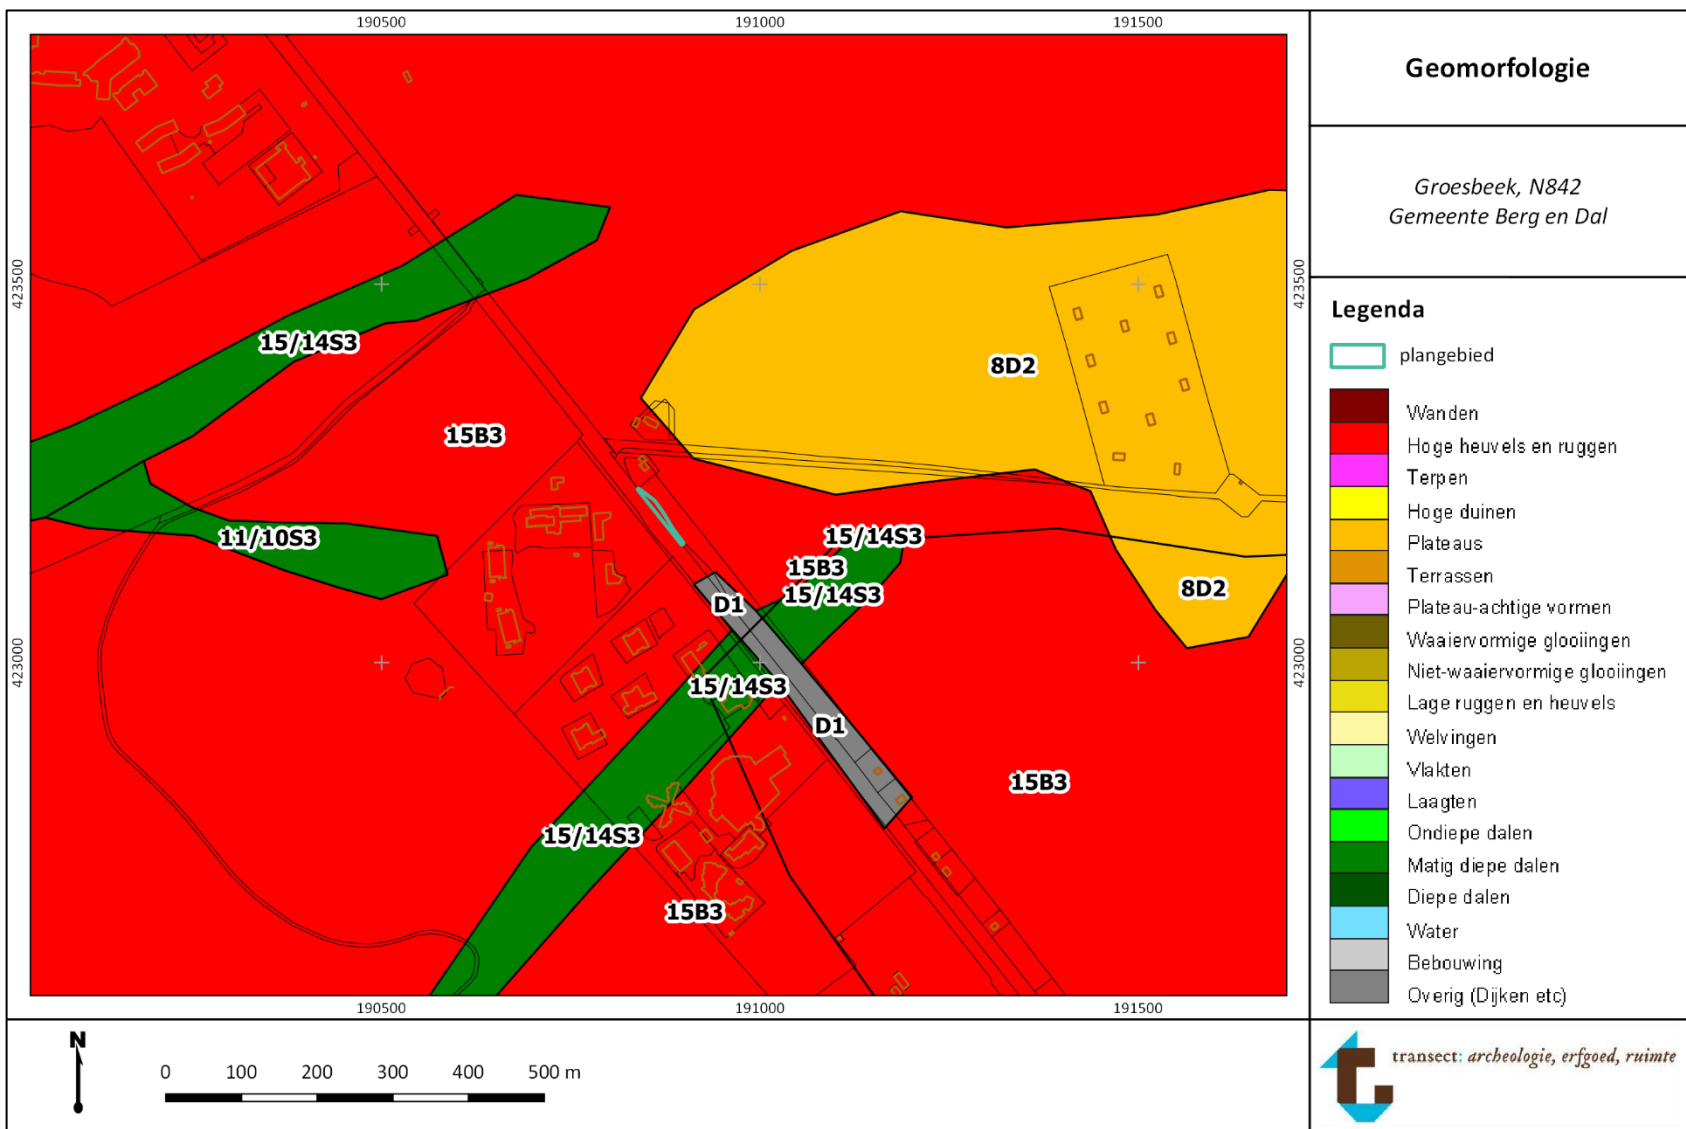 190500
191000
191500
423500
423500
423000
423000
15/14S3
15B3
11/10S3
8D2
15/14S3
15B3
15/14S3
8D2
D1
15/14S3
D1
15B3
15/14S3
15B3
190500
191000
191500
Geomorfologie
Groesbeek, N842
Gemeente Berg en Dal
Legenda
plangebied
Wanden
Hoge heuvels en ruggen
Terpen
Hoge duinen
Plateaus
Terrassen
Plateau-achtige vormen
Waaiervormige glooiingen
Niet-waaiervormige glooiingen
Lage ruggen en heuvels
Welvingen
Vlakten
Laagten
Ondiepe dalen
Matig diepe dalen
Diepe dalen
Water
Bebouwing
Overig (Dijken etc)
N
0 100 200 300 400 500 m
transect: archeologie, erfgoed, ruimte